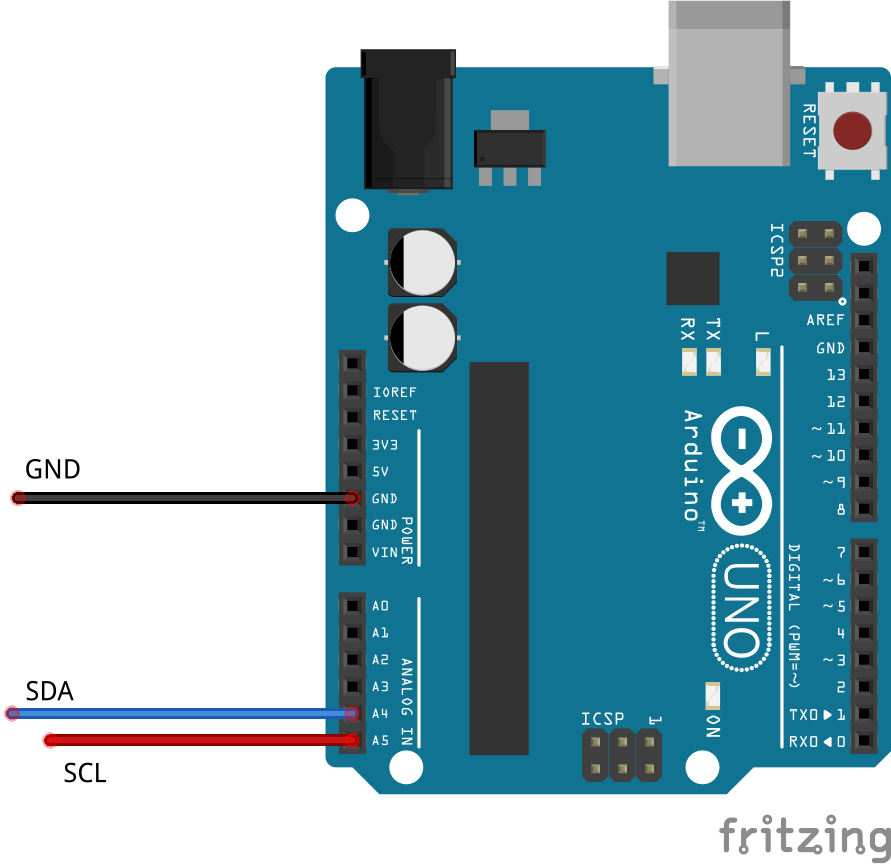 RESET
ICSP2
AREF
GND
13
12
~11
~10
~9
8
RX
TX
L
IOREF
RESET
3V3
5V
GND
GND
VIN
POWER
GND
Arduino™
UNO
DIGITAL (PWM=~)
7
~6
~5
4
~3
2
TX0▶1
RX0◀0
A0
A1
A2
A3
A4
A5
ANALOG IN
SDA
SCL
ICSP
1
ON
fritzing